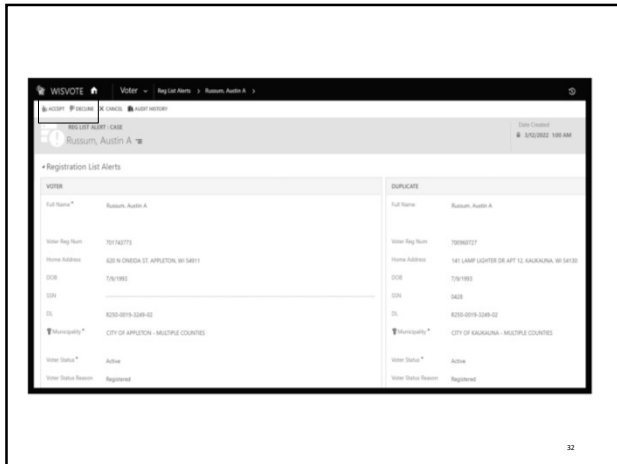 WISVOTE Voter Reg List Alerts > Russum, Austin A >
ACCEPT DECLINE X CANCEL ALERT HISTORY
REG LIST ALERT : CASE
Russum, Austin A
Date Created
3/12/2022 1:00 AM
Registration List Alerts
VOTER
Full Name * Russum, Austin A
Voter Reg Num 701743773
Home Address 620 N ONEIDA ST, APPLETON, WI 54911
DOB 7/9/1993
SSN
DL R250-0019-3249-02
Municipality * CITY OF APPLETON - MULTIPLE COUNTIES
Voter Status * Active
Voter Status Reason Registered
DUPLICATE
Full Name Russum, Austin A
Voter Reg Num 700960727
Home Address 141 LAMP LIGHTER DR APT 12, KAUKAUNA, WI 54130
DOB 7/9/1993
SSN 0428
DL R250-0019-3249-02
Municipality * CITY OF KAUKAUNA - MULTIPLE COUNTIES
Voter Status * Active
Voter Status Reason Registered
32